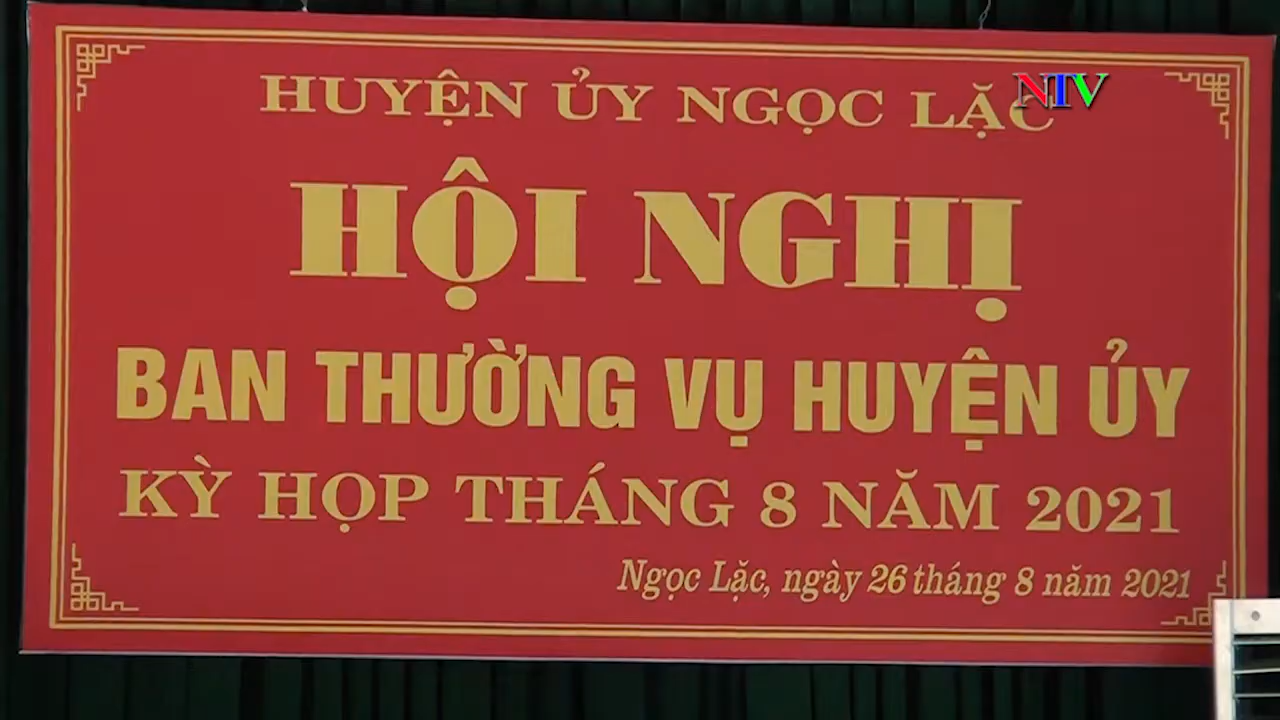 HUYỆN ỦY NGỌC LẶC
NTV
HỘI NGHỊ
BAN THƯỜNG VỤ HUYỆN ỦY
KỲ HỌP THÁNG 8 NĂM 2021
Ngọc Lặc, ngày 26 tháng 8 năm 2021